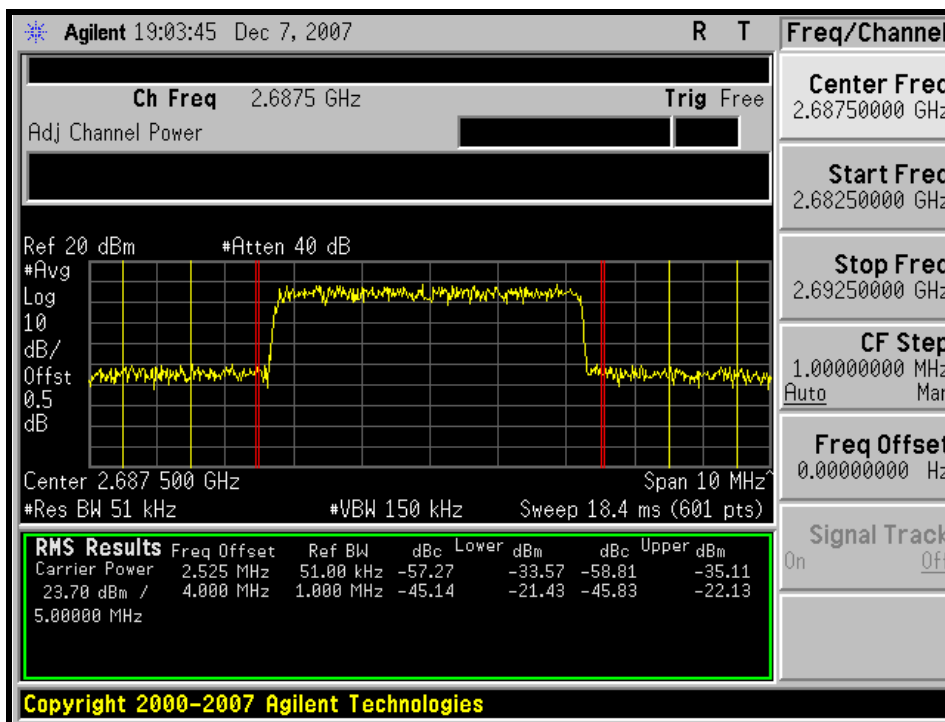 Agilent 19:03:45 Dec 7, 2007 R T
Ch Freq 2.6875 GHz Trig Free
Adj Channel Power
Ref 20 dBm #Atten 40 dB
#Avg
Log
10
dB/
Offst
0.5
dB
Center 2.687 500 GHz Span 10 MHz^
#Res BW 51 kHz #VBW 150 kHz Sweep 18.4 ms (601 pts)
RMS Results Freq Offset Ref BW dBc Lower dBm dBc Upper dBm
Carrier Power 2.525 MHz 51.00 kHz -57.27 -33.57 -58.81 -35.11
23.70 dBm / 4.000 MHz 1.000 MHz -45.14 -21.43 -45.83 -22.13
5.00000 MHz
Copyright 2000-2007 Agilent Technologies
Freq/Channel
Center Freq
2.68750000 GHz
Start Freq
2.68250000 GHz
Stop Freq
2.69250000 GHz
CF Step
1.00000000 MHz
Auto Man
Freq Offset
0.00000000 Hz
Signal Track
On Off